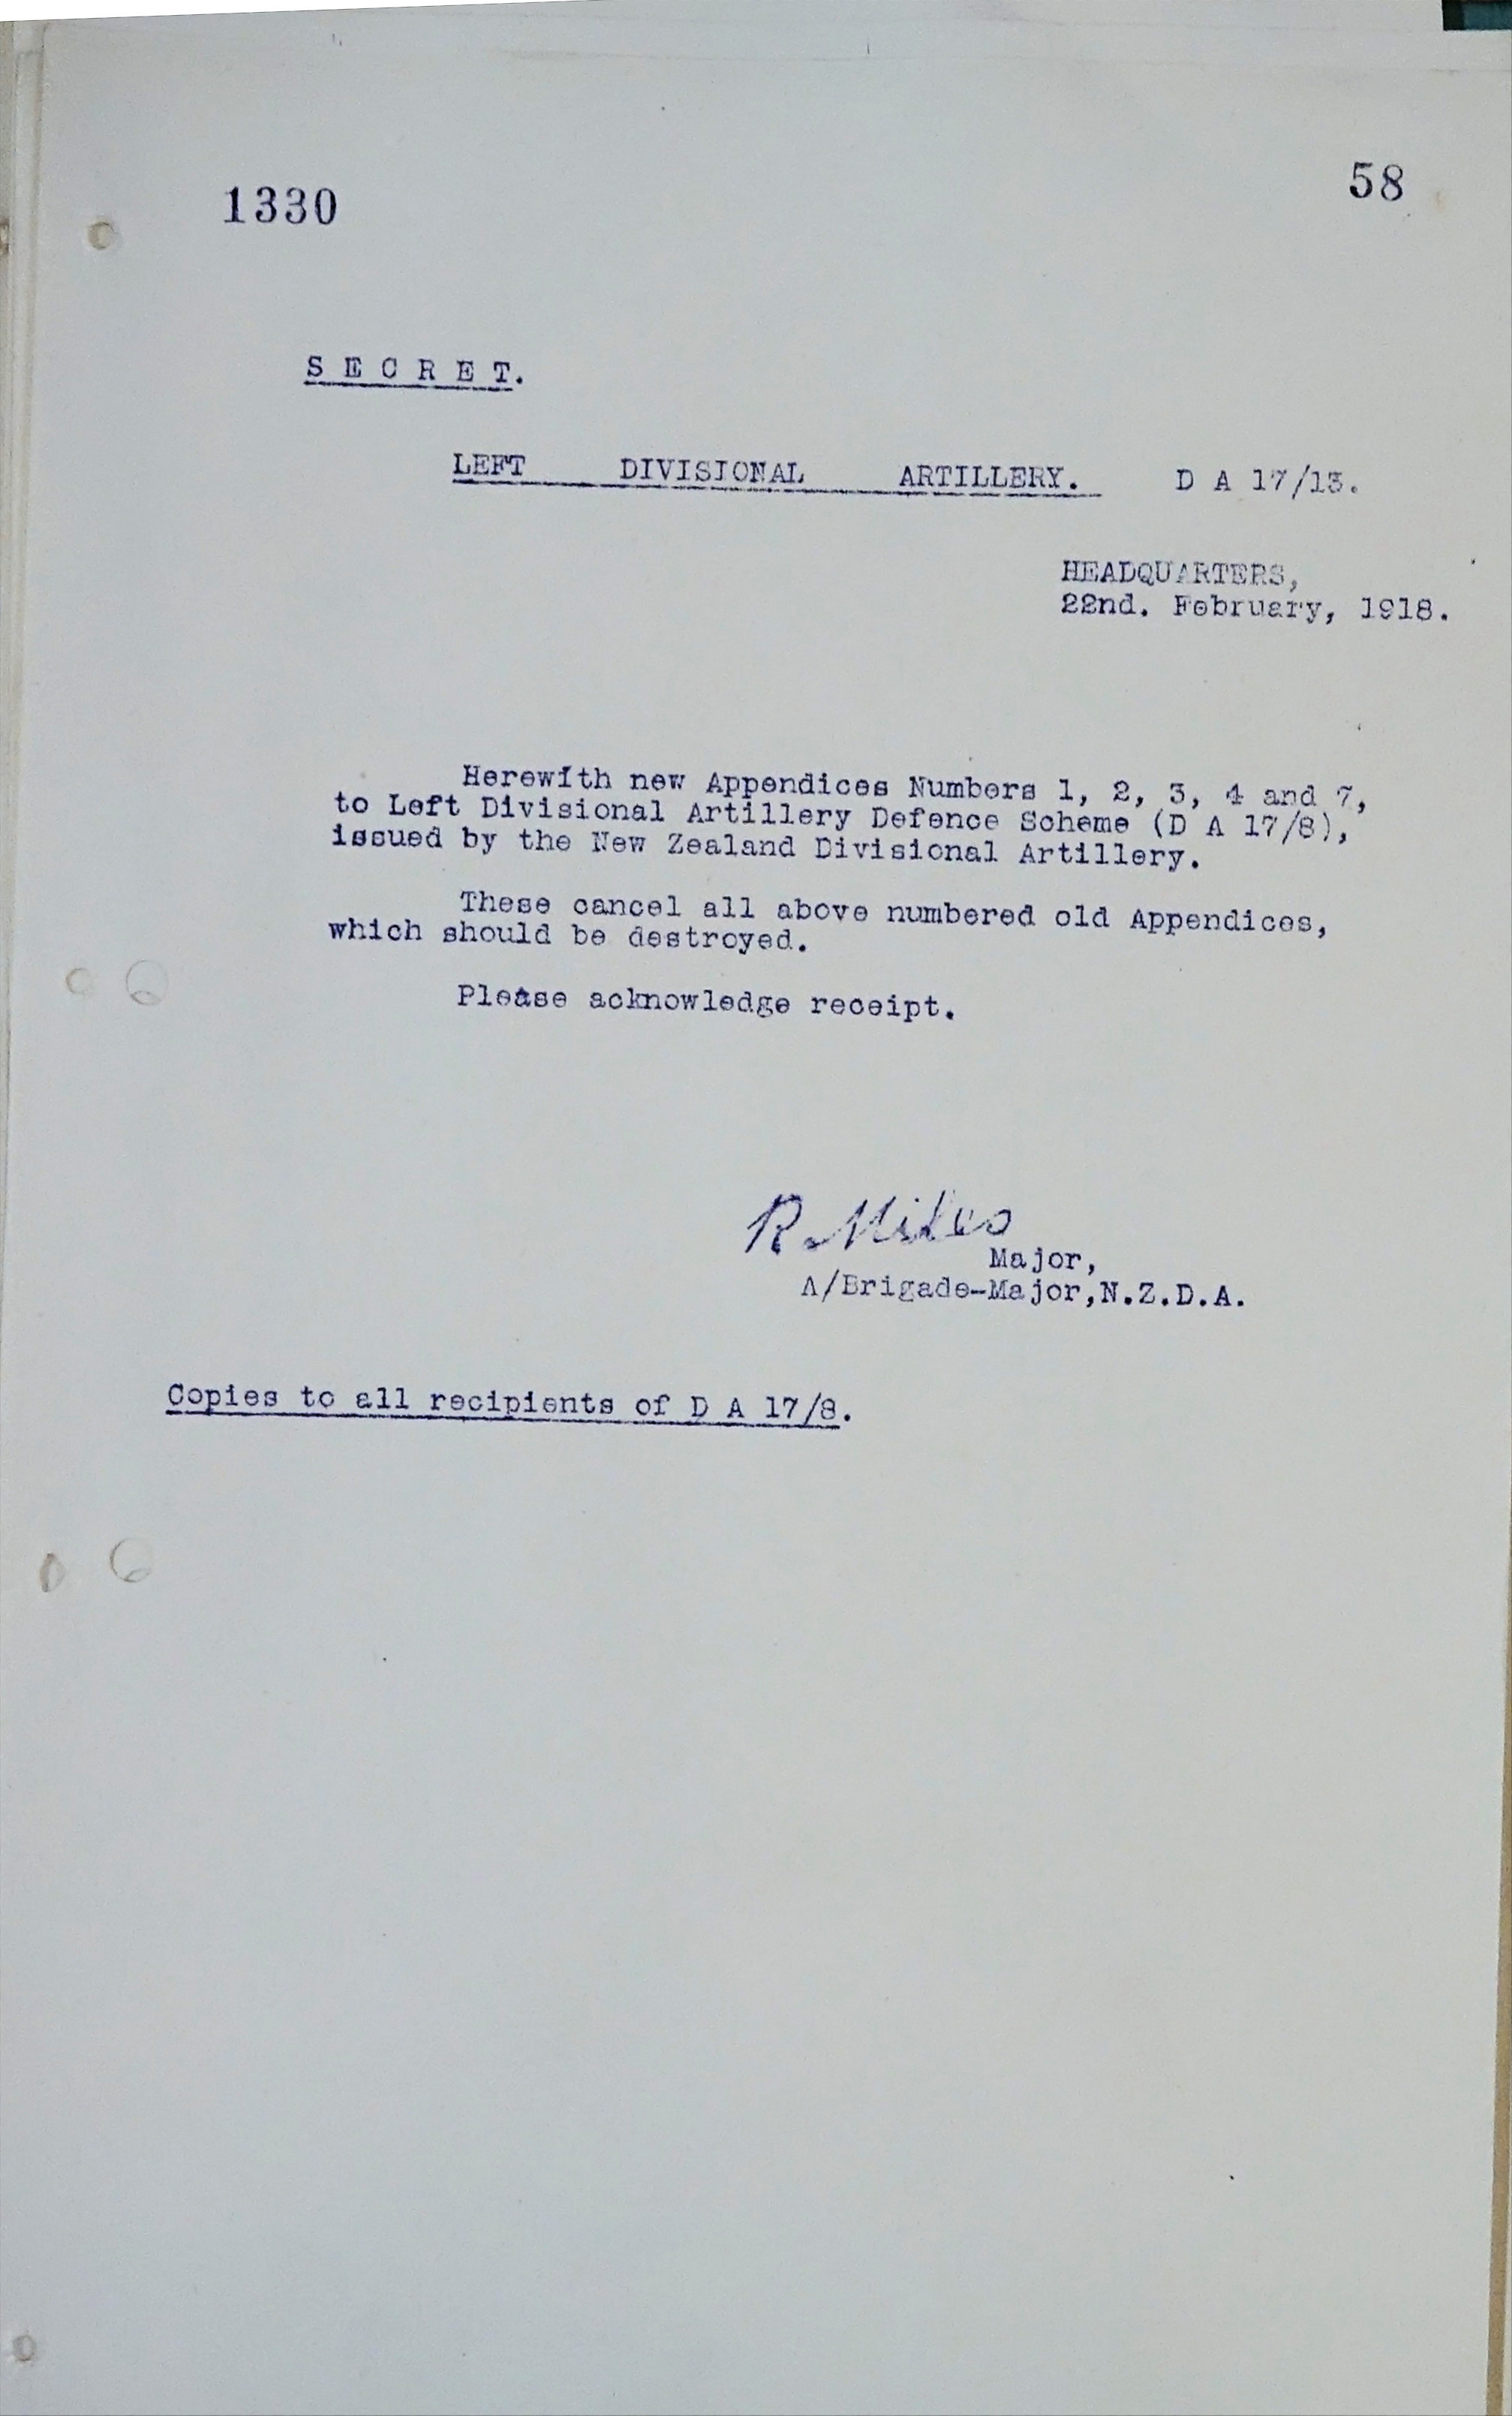 1330
58
S E C R E T.
LEFT DIVISIONAL ARTILLERY. D A 17/13.
HEADQUARTERS,
22nd. February, 1918.
Herewith new Appendices Numbers 1, 2, 3, 4 and 7,
to Left Divisional Artillery Defence Scheme (D A 17/8),
issued by the New Zealand Divisional Artillery.
These cancel all above numbered old Appendices,
which should be destroyed.
Please acknowledge receipt.
R. Miles
Major,
A/Brigade-Major,N.Z.D.A.
Copies to all recipients of D A 17/8.